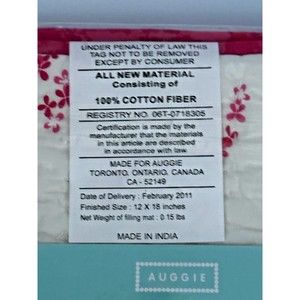 UNDER PENALTY OF LAW THIS
TAG NOT TO BE REMOVED
EXCEPT BY CONSUMER
ALL NEW MATERIAL
Consisting of
100% COTTON FIBER
REGISTRY NO. 06T-0718305
Certification is made by the
manufacturer that the materials
in this article are described
in accordance with law.
MADE FOR AUGGIE
TORONTO, ONTARIO, CANADA
CA - 52149
Date of Delivery : February 2011
Finished Size : 12 X 16 inches
Net Weight of filling mat : 0.15 lbs
MADE IN INDIA
AUGGIE